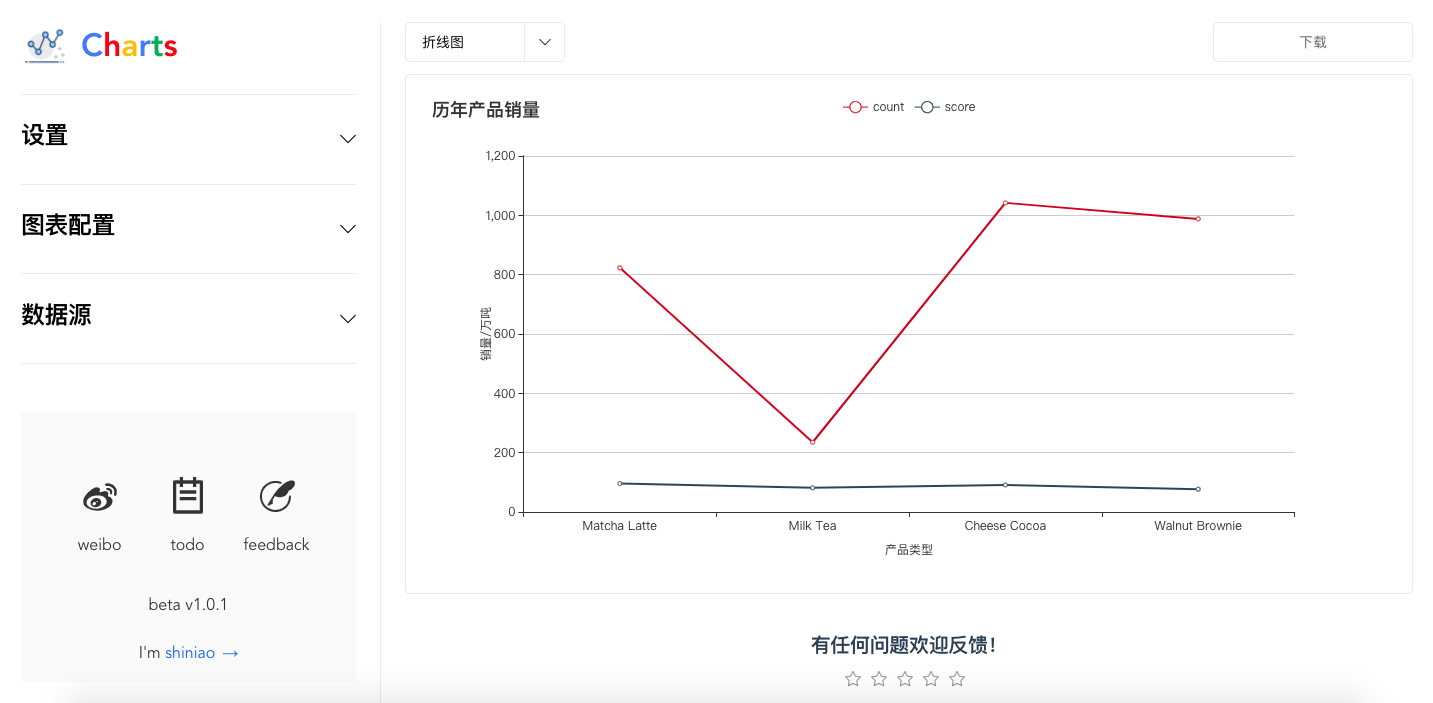 Charts
设置
图表配置
数据源
weibo todo feedback
beta v1.0.1
I'm shiniao →
折线图
下载
历年产品销量
count score
1,200
1,000
800
600
400
200
0
销量/万吨
Matcha Latte Milk Tea Cheese Cocoa Walnut Brownie
产品类型
有任何问题欢迎反馈!